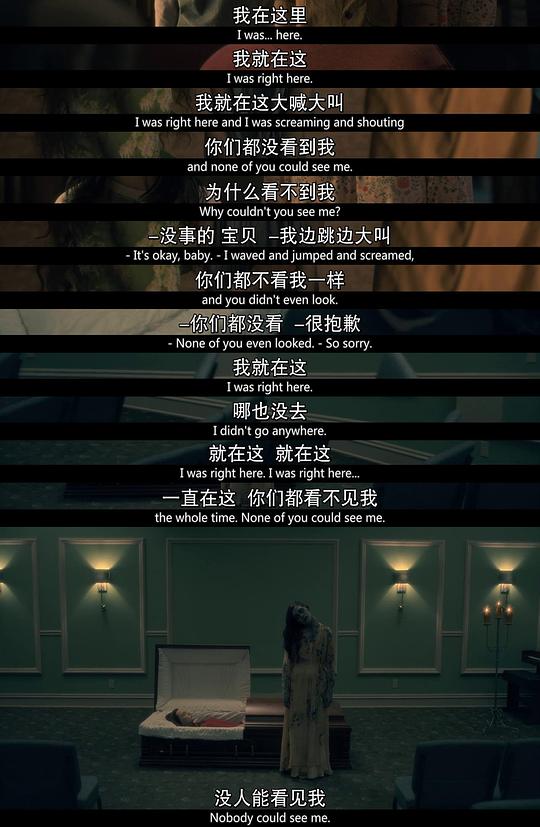 我在这里
I was... here.
我就在这
I was right here.
我就在这大喊大叫
I was right here and I was screaming and shouting
你们都没看到我
and none of you could see me.
为什么看不到我
Why couldn't you see me?
–没事的 宝贝 –我边跳边大叫
- It's okay, baby. - I waved and jumped and screamed,
你们都不看我一样
and you didn't even look.
–你们都没看 –很抱歉
- None of you even looked. - So sorry.
我就在这
I was right here.
哪也没去
I didn't go anywhere.
就在这 就在这
I was right here. I was right here...
一直在这 你们都看不见我
the whole time. None of you could see me.
没人能看见我
Nobody could see me.